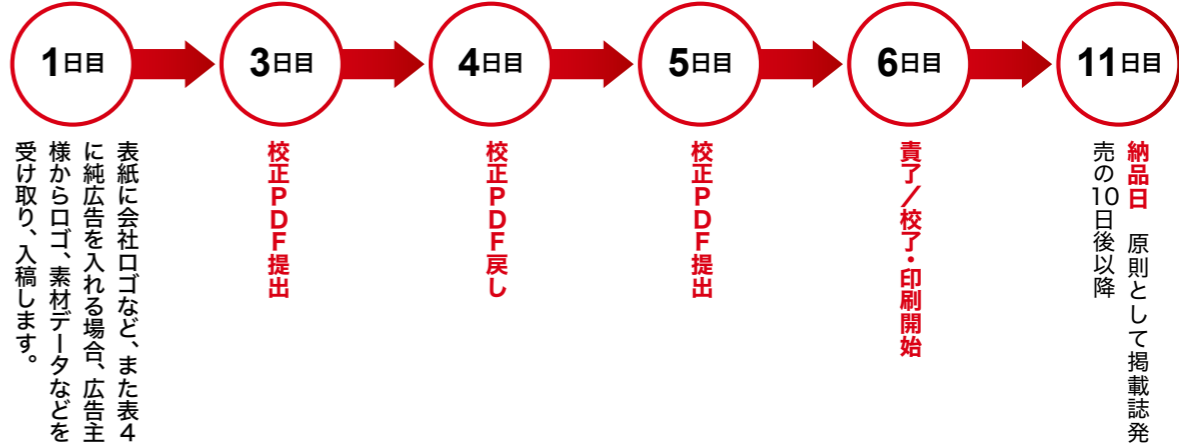 1日目
3日目
4日目
5日目
6日目
11日目
表紙に会社ロゴなど、また表4
に純広告を入れる場合、広告主
様からロゴ、素材データなどを
受け取り、入稿します。
校正PDF提出
校正PDF戻し
校正PDF提出
責了／校了・印刷開始
納品日　原則として掲載誌発
売の10日後以降